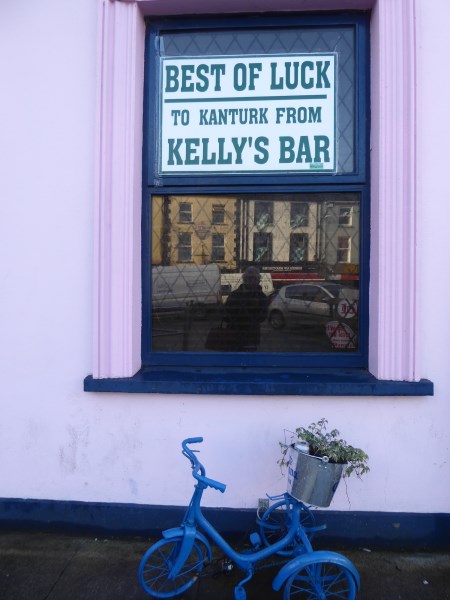 BEST OF LUCK
TO KANTURK FROM
KELLY'S BAR